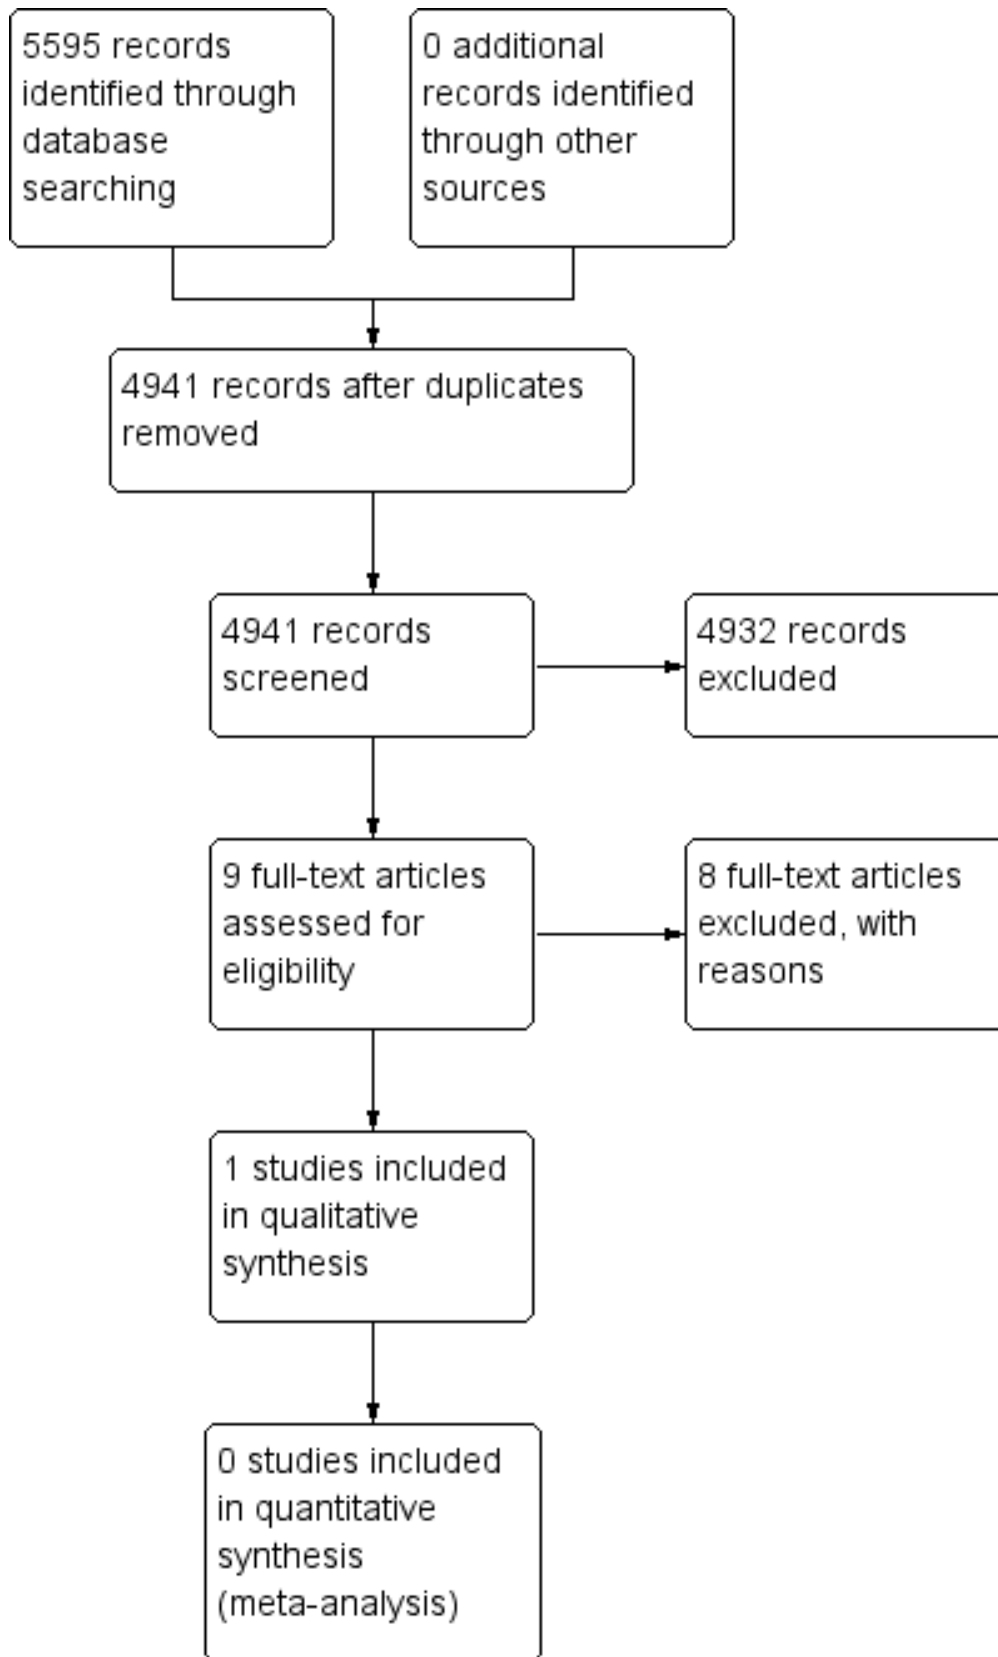 5595 records
identified through
database
searching
0 additional
records identified
through other
sources
4941 records after duplicates
removed
4941 records
screened
4932 records
excluded
9 full-text articles
assessed for
eligibility
8 full-text articles
excluded, with
reasons
1 studies included
in qualitative
synthesis
0 studies included
in quantitative
synthesis
(meta-analysis)